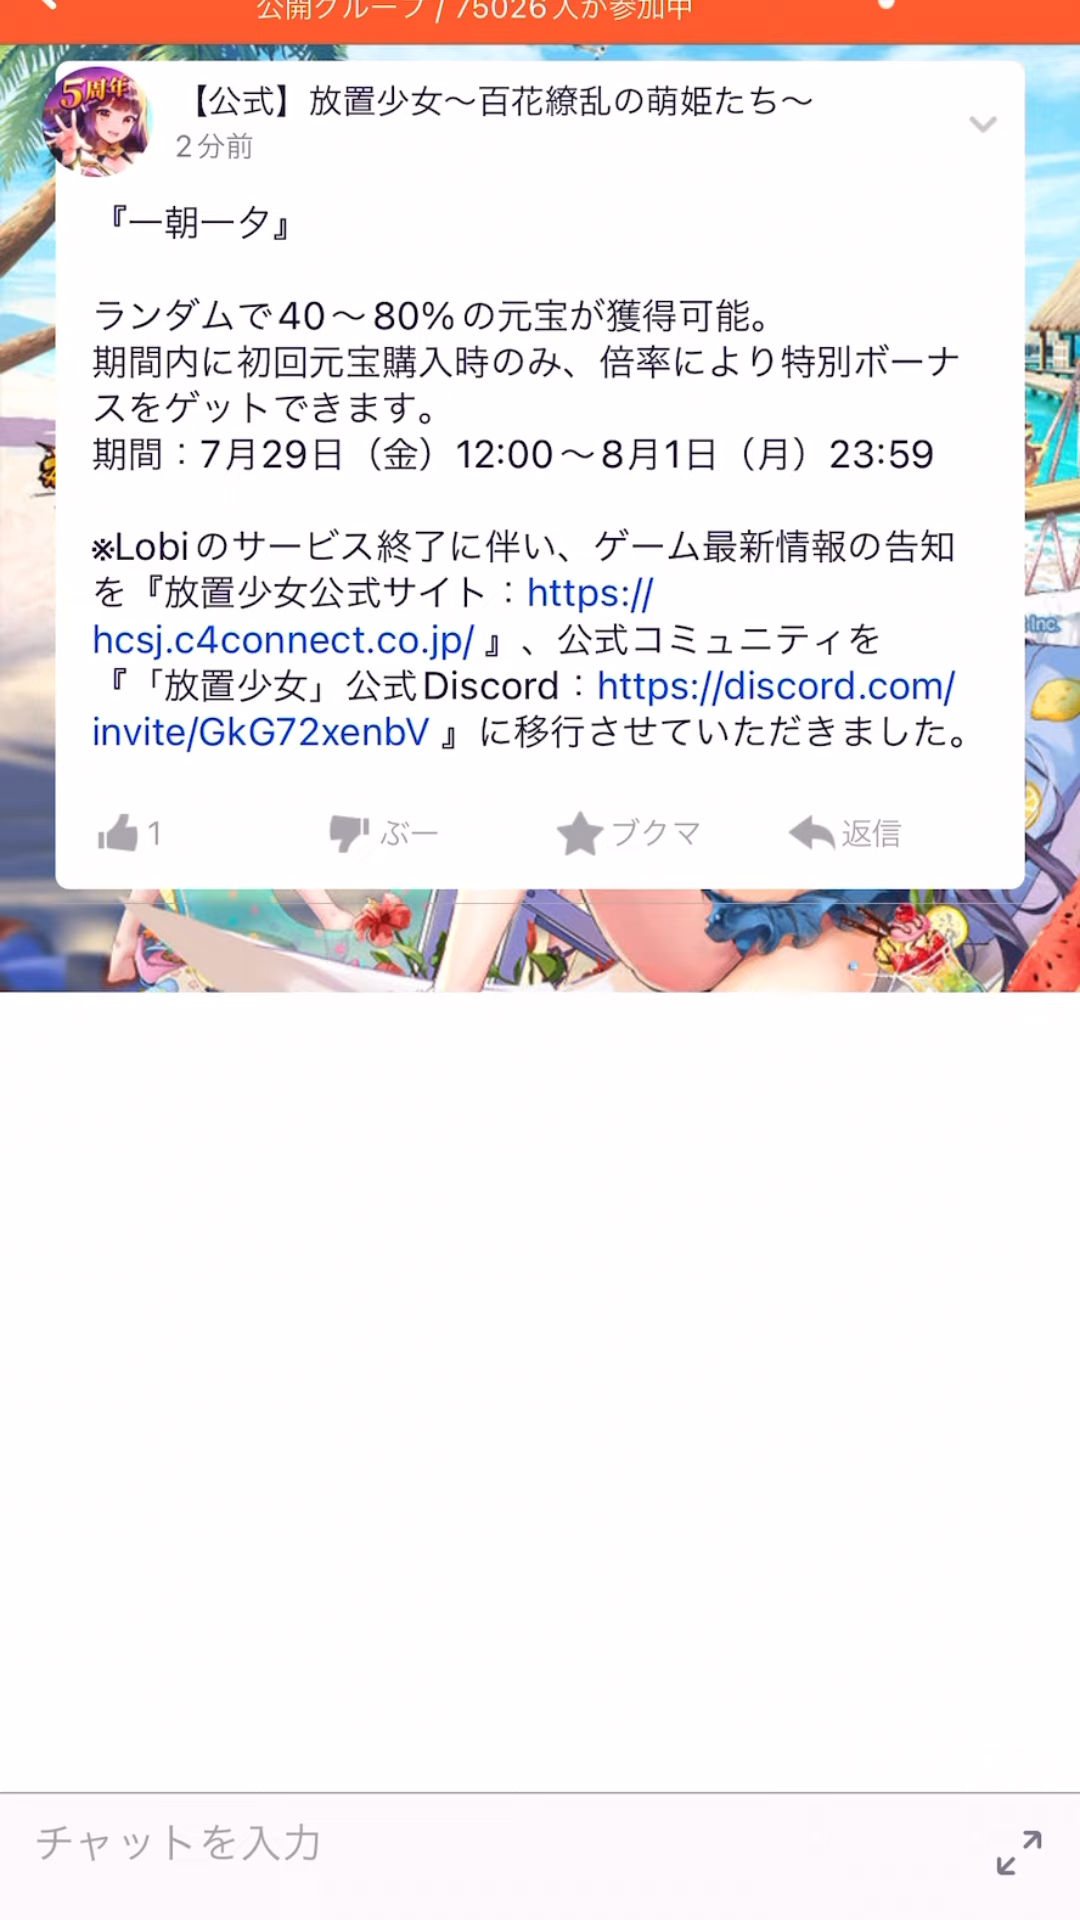 公開グループ / 75026人が参加中
5周年
【公式】放置少女〜百花繚乱の萌姫たち〜
2分前
『一朝一夕』
ランダムで40〜80%の元宝が獲得可能。
期間内に初回元宝購入時のみ、倍率により特別ボーナ
スをゲットできます。
期間：7月29日（金）12:00〜8月1日（月）23:59
※Lobiのサービス終了に伴い、ゲーム最新情報の告知
を『放置少女公式サイト：https://
hcsj.c4connect.co.jp/ 』、公式コミュニティを
『「放置少女」公式Discord：https://discord.com/
invite/GkG72xenbV 』に移行させていただきました。
Inc.
1 ぶー ブクマ 返信
チャットを入力